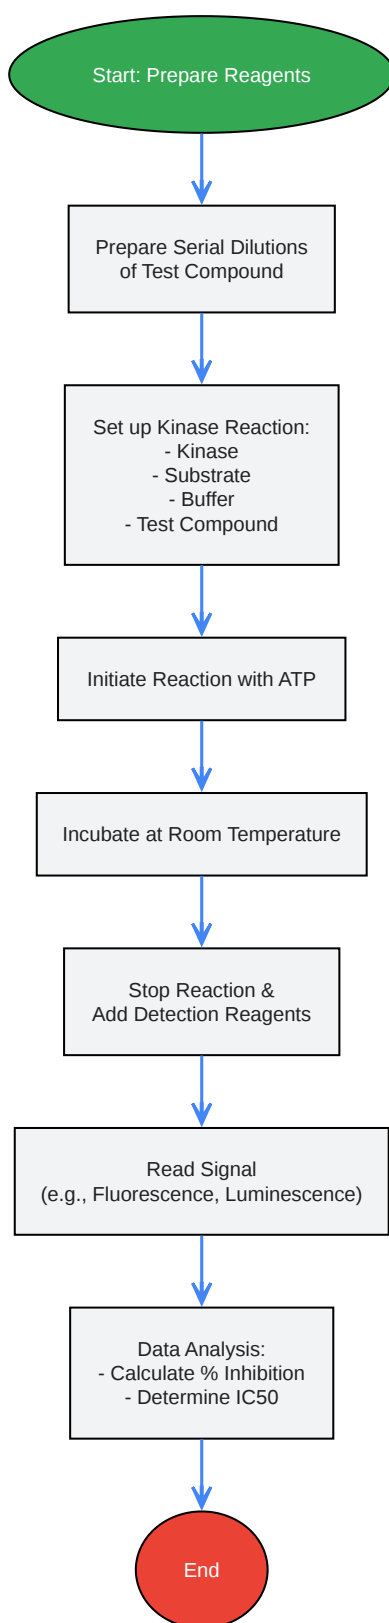 Start: Prepare Reagents
Prepare Serial Dilutions
of Test Compound
Set up Kinase Reaction:
- Kinase
- Substrate
- Buffer
- Test Compound
Initiate Reaction with ATP
Incubate at Room Temperature
Stop Reaction &
Add Detection Reagents
Read Signal
(e.g., Fluorescence, Luminescence)
Data Analysis:
- Calculate % Inhibition
- Determine IC50
End